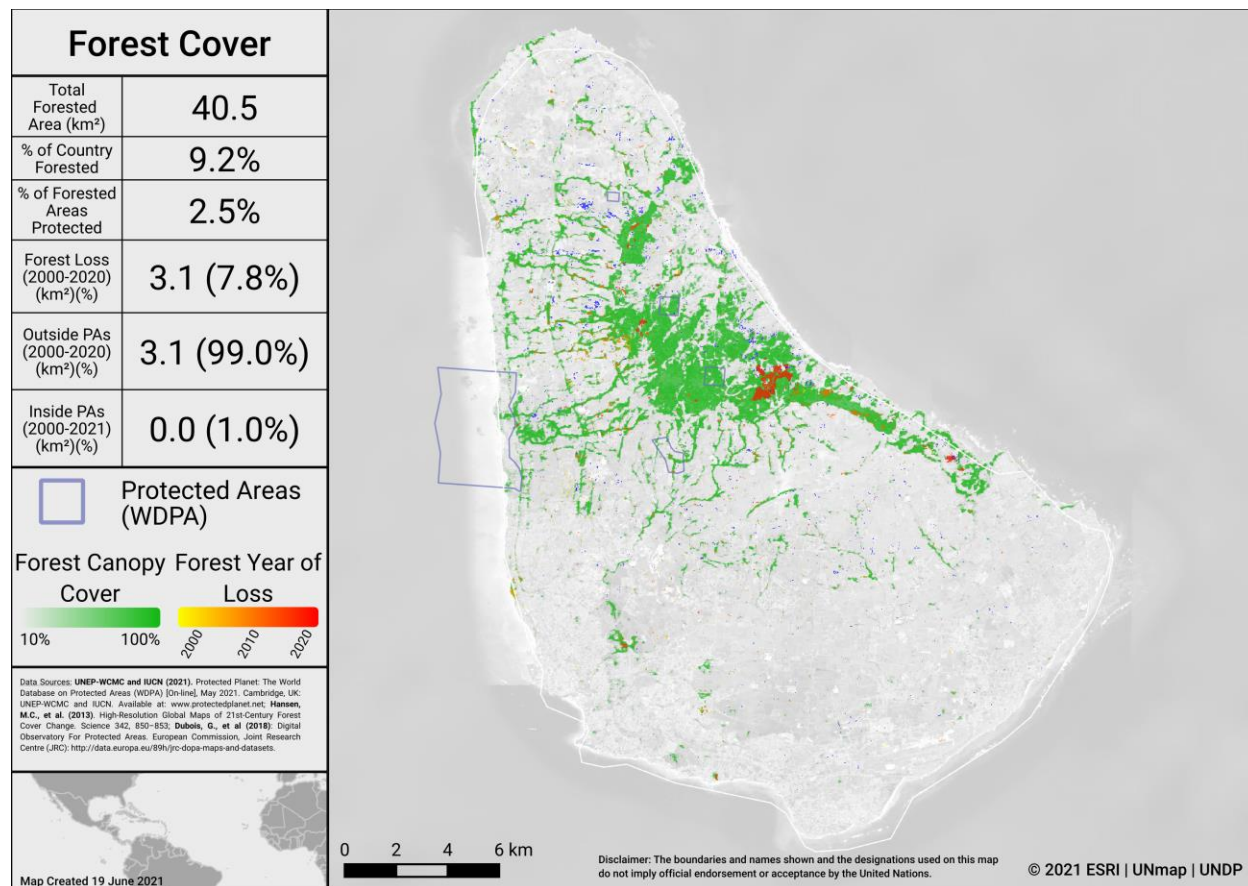 Forest Cover
Total
Forested
Area (km²)
40.5
% of Country
Forested
9.2%
% of Forested
Areas
Protected
2.5%
Forest Loss
(2000-2020)
(km²)(%)
3.1 (7.8%)
Outside PAs
(2000-2020)
(km²)(%)
3.1 (99.0%)
Inside PAs
(2000-2021)
(km²)(%)
0.0 (1.0%)
Protected Areas
(WDPA)
Forest Canopy
Cover
10%
100%
Forest Year of
Loss
2000
2010
2020
Data Sources: UNEP-WCMC and IUCN (2021). Protected Planet: The World
Database on Protected Areas (WDPA) [On-line], May 2021. Cambridge, UK:
UNEP-WCMC and IUCN. Available at: www.protectedplanet.net; Hansen,
M.C., et al. (2013). High-Resolution Global Maps of 21st-Century Forest
Cover Change. Science 342, 850–853; Dubois, G., et al (2018): Digital
Observatory For Protected Areas. European Commission, Joint Research
Centre (JRC): http://data.europa.eu/89h/jrc-dopa-maps-and-datasets.
Map Created 19 June 2021
0 2 4 6 km
Disclaimer: The boundaries and names shown and the designations used on this map
do not imply official endorsement or acceptance by the United Nations.
© 2021 ESRI | UNmap | UNDP